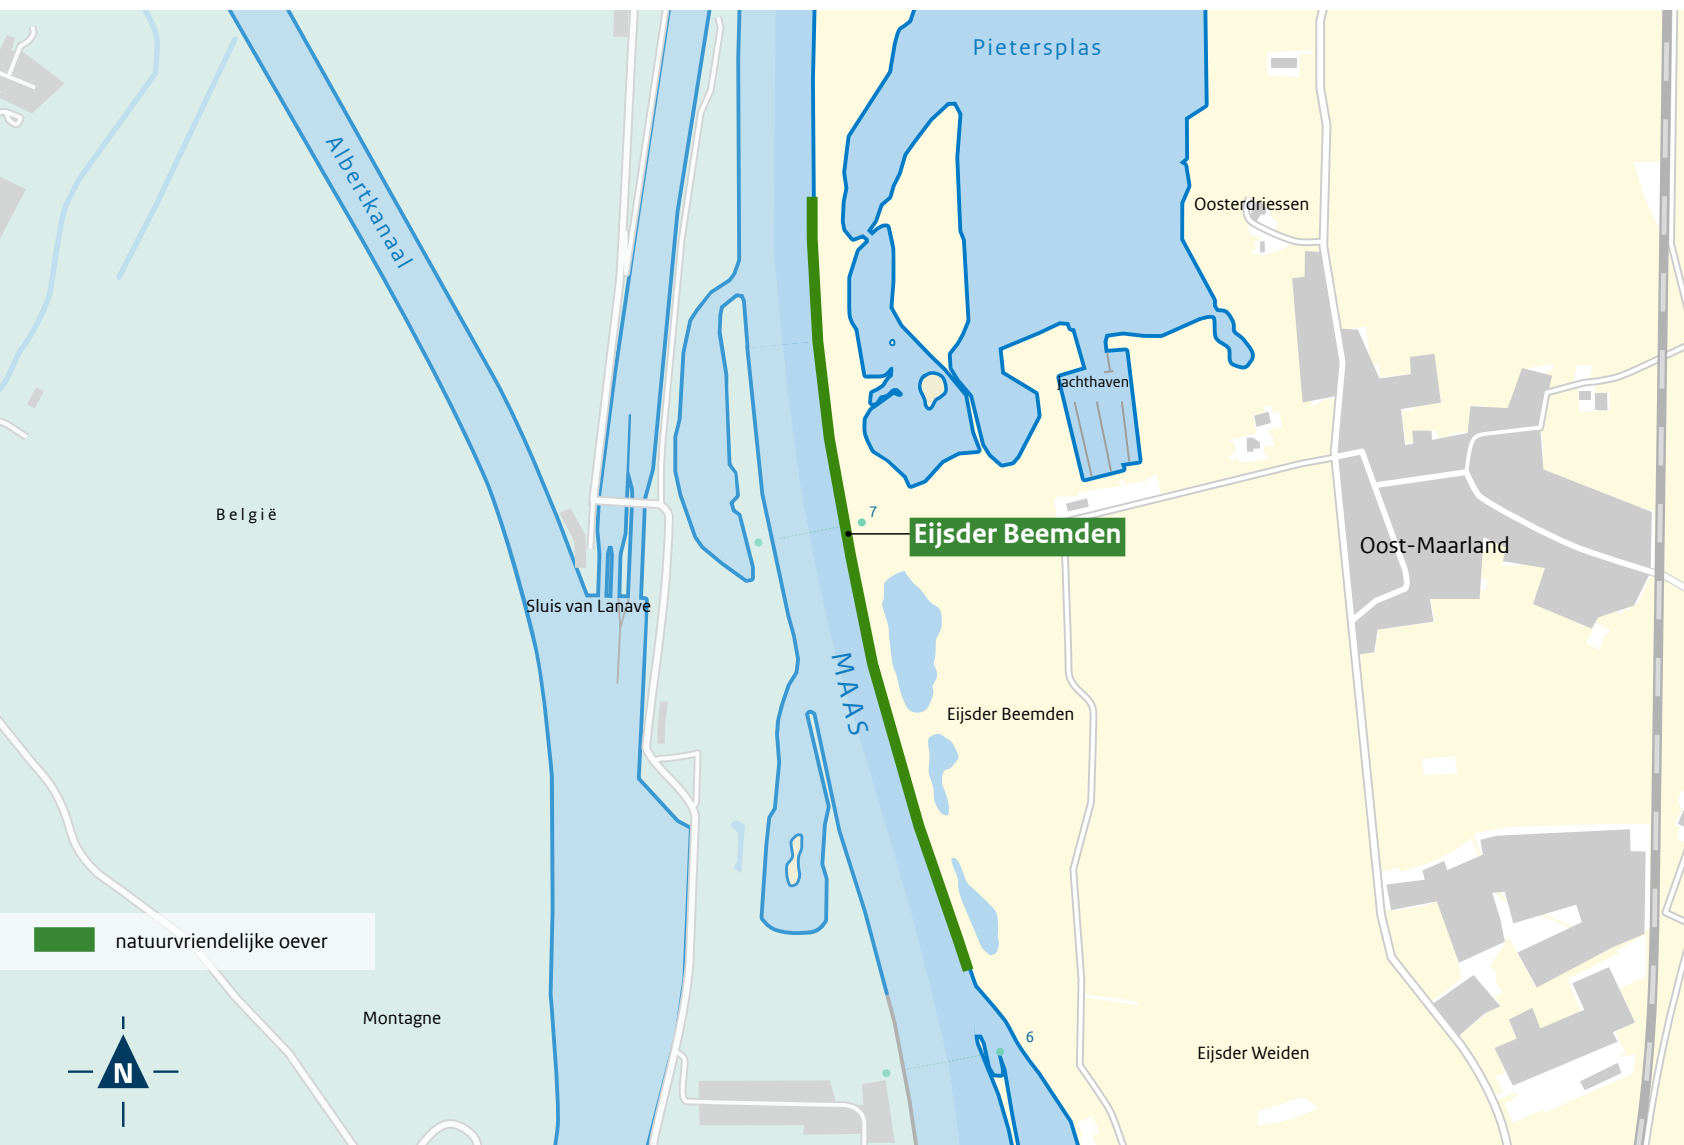 Pietersplas
Albertkanaal
Oosterdriessen
jachthaven
België
7
Eijsder Beemden
Oost-Maarland
Sluis van Lanaye
MAAS
Eijsder Beemden
natuurvriendelijke oever
Montagne
6
Eijsder Weiden
N